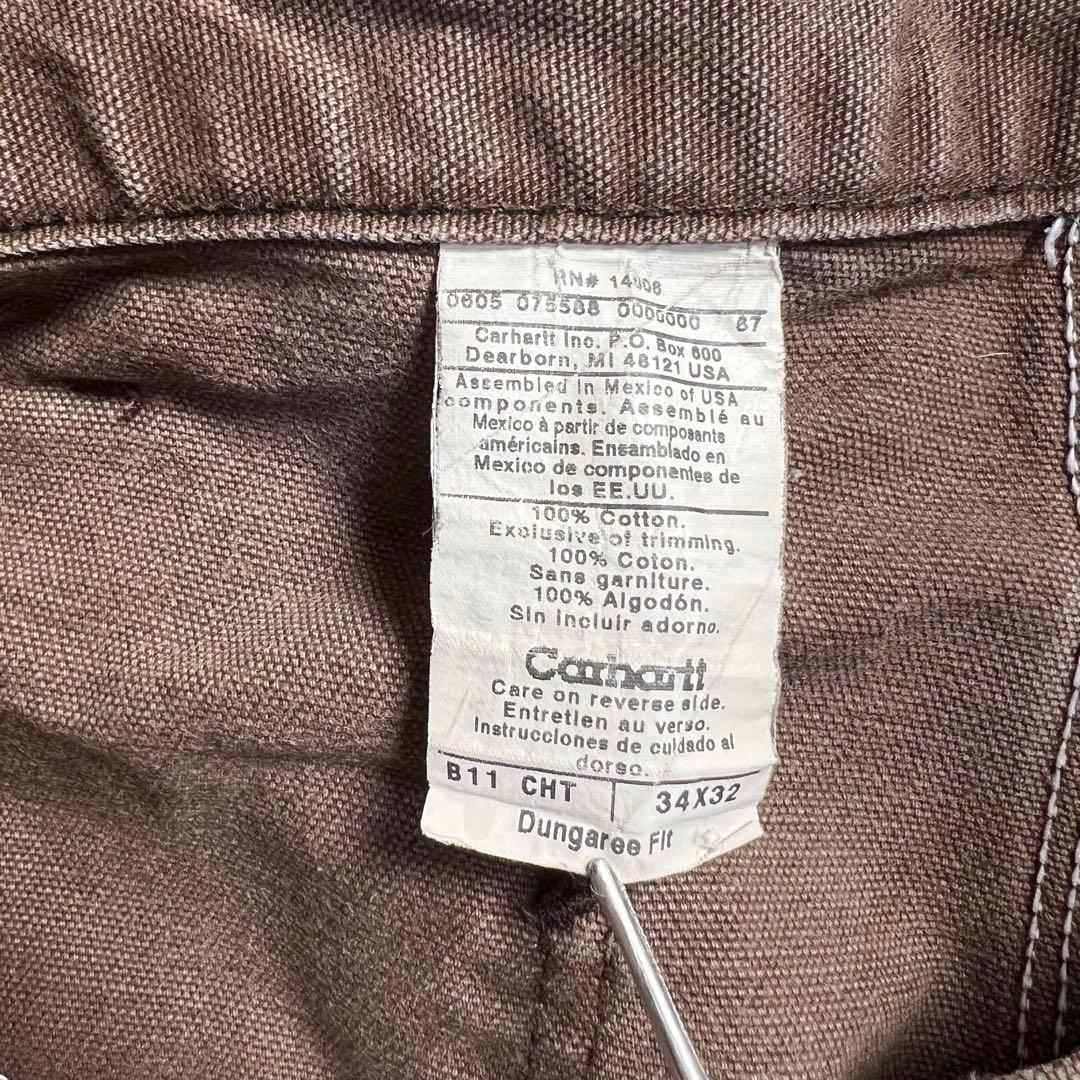 RN# 14806
0605 075588 0000000 87
Carhartt Inc. P.O. Box 600
Dearborn, MI 48121 USA
Assembled in Mexico of USA
components. Assemblé au
Mexico à partir de composants
américains. Ensamblado en
Mexico de componentes de
los EE.UU.
100% Cotton.
Exclusive of trimming.
100% Coton.
Sans garniture.
100% Algodón.
Sin incluir adorno.
Carhartt
Care on reverse side.
Entretien au verso.
Instrucciones de cuidado al
dorso.
B11 CHT 34X32
Dungaree Fit